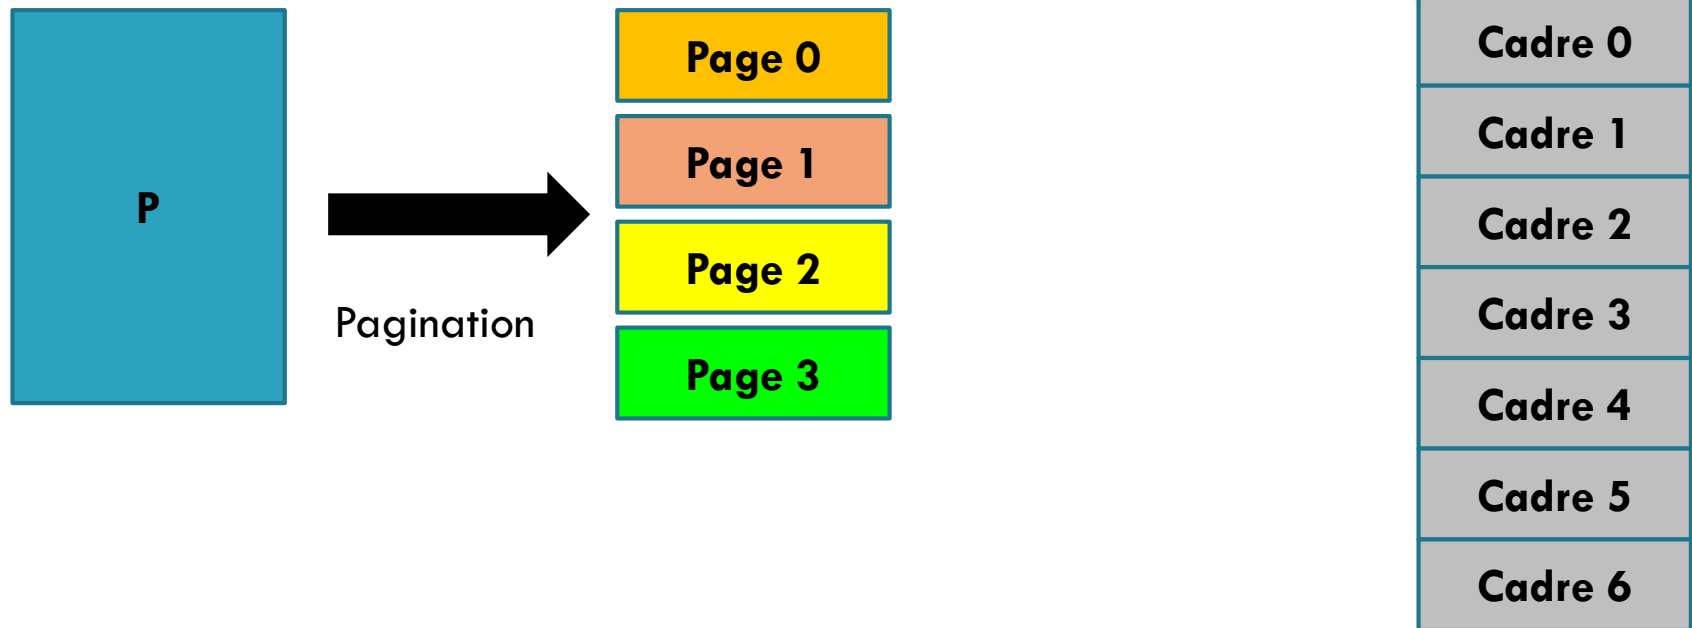 P
Pagination
Page 0
Page 1
Page 2
Page 3
Cadre 0
Cadre 1
Cadre 2
Cadre 3
Cadre 4
Cadre 5
Cadre 6